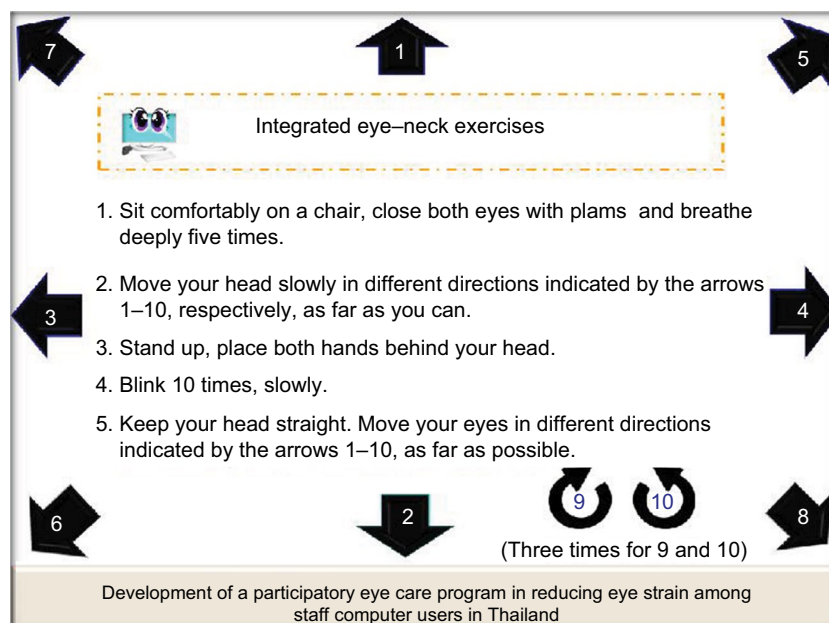 7
1
5
Integrated eye–neck exercises
1. Sit comfortably on a chair, close both eyes with plams and breathe
deeply five times.
2. Move your head slowly in different directions indicated by the arrows
1–10, respectively, as far as you can.
3
4
3. Stand up, place both hands behind your head.
4. Blink 10 times, slowly.
5. Keep your head straight. Move your eyes in different directions
indicated by the arrows 1–10, as far as possible.
6
2
9
10
8
(Three times for 9 and 10)
Development of a participatory eye care program in reducing eye strain among
staff computer users in Thailand